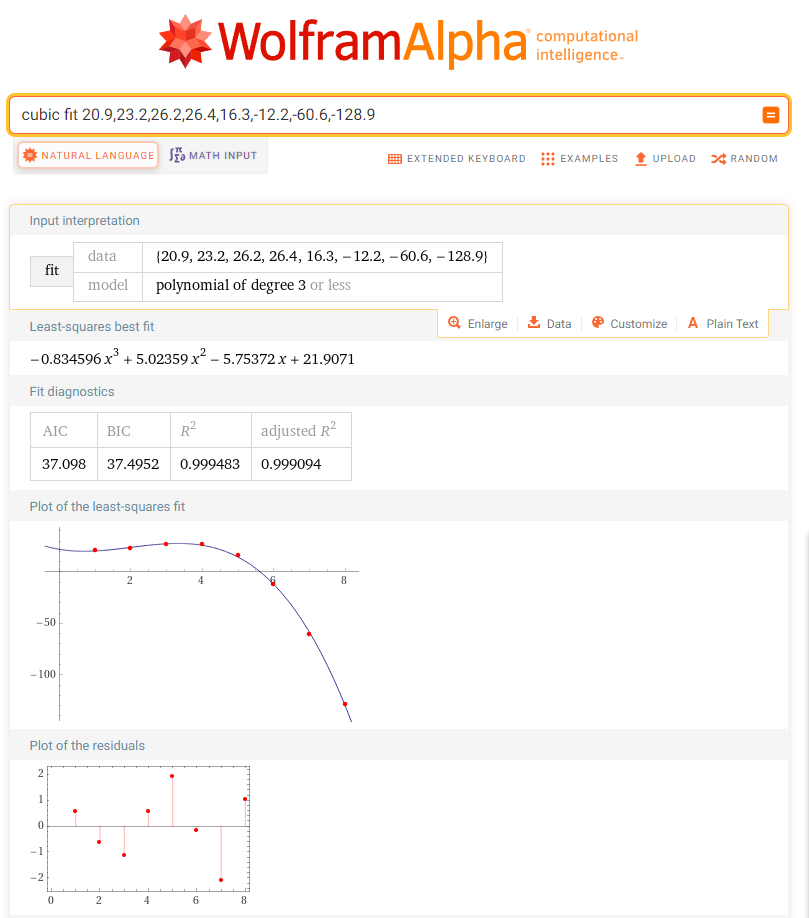 WolframAlpha computational intelligence™
cubic fit 20.9,23.2,26.2,26.4,16.3,-12.2,-60.6,-128.9
NATURAL LANGUAGE MATH INPUT EXTENDED KEYBOARD EXAMPLES UPLOAD RANDOM
Input interpretation
fit
data {20.9, 23.2, 26.2, 26.4, 16.3, −12.2, −60.6, −128.9}
model polynomial of degree 3 or less
Enlarge Data Customize A Plain Text
Least-squares best fit
−0.834596 x³ + 5.02359 x² − 5.75372 x + 21.9071
Fit diagnostics
AIC BIC R² adjusted R²
37.098 37.4952 0.999483 0.999094
Plot of the least-squares fit
2 4 6 8
−50
−100
Plot of the residuals
2
1
0
−1
−2
0 2 4 6 8